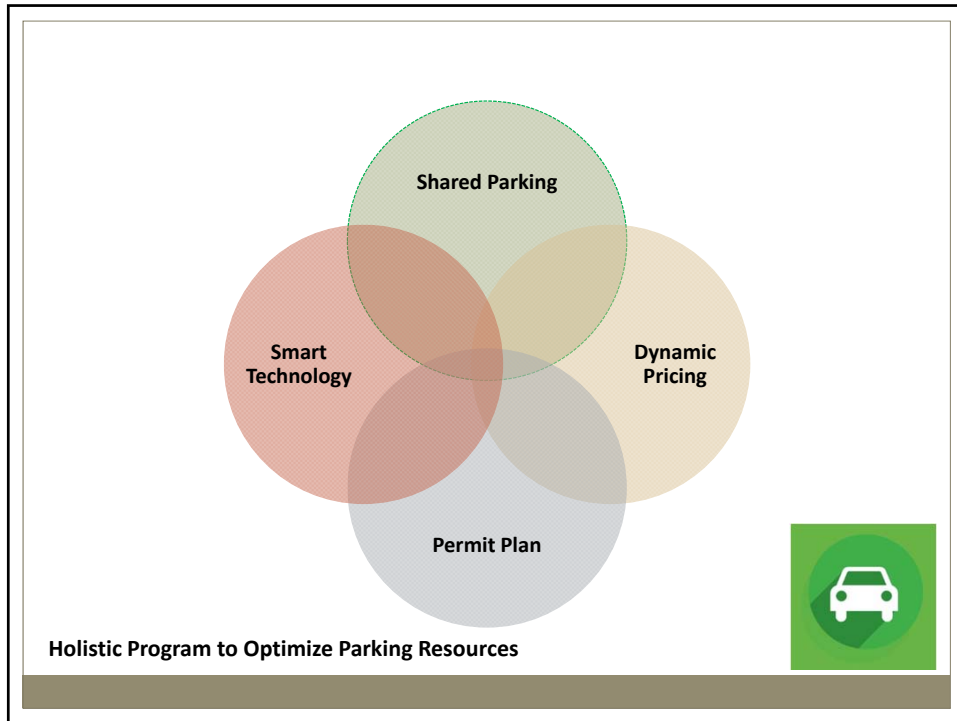 Shared Parking
Smart
Technology
Dynamic
Pricing
Permit Plan
Holistic Program to Optimize Parking Resources